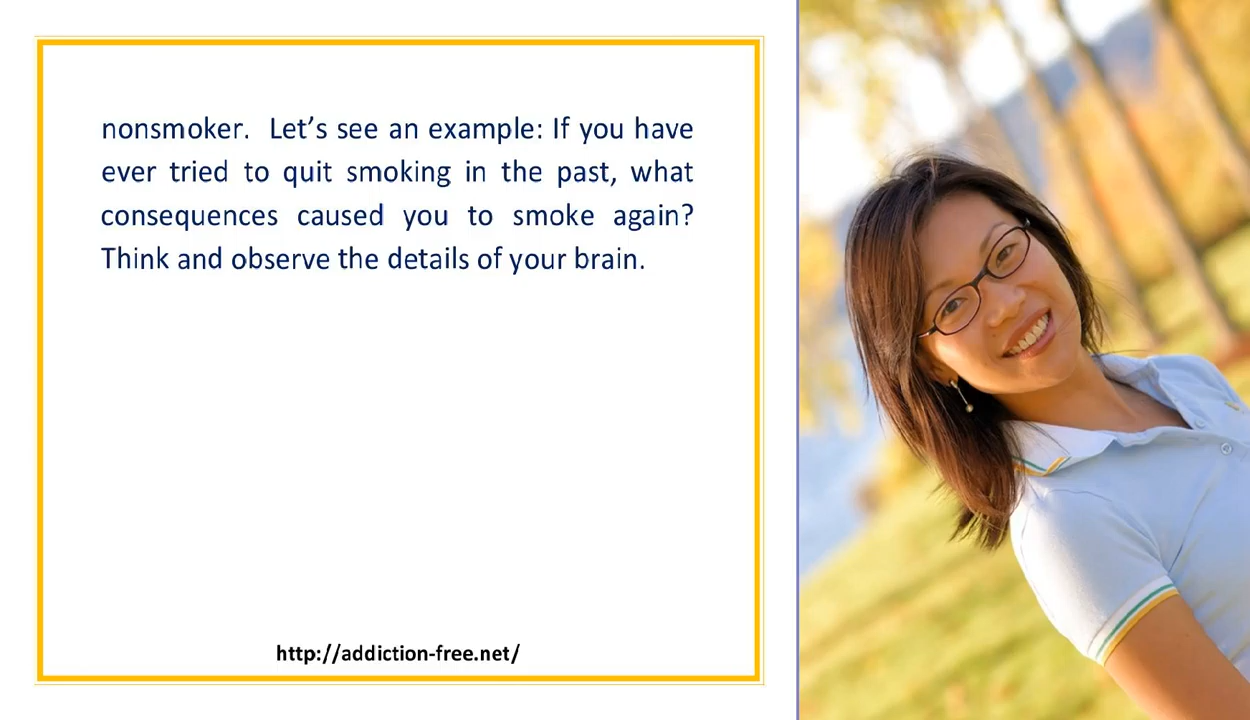 nonsmoker.  Let’s see an example: If you have
ever tried to quit smoking in the past, what
consequences caused you to smoke again?
Think and observe the details of your brain.
http://addiction-free.net/